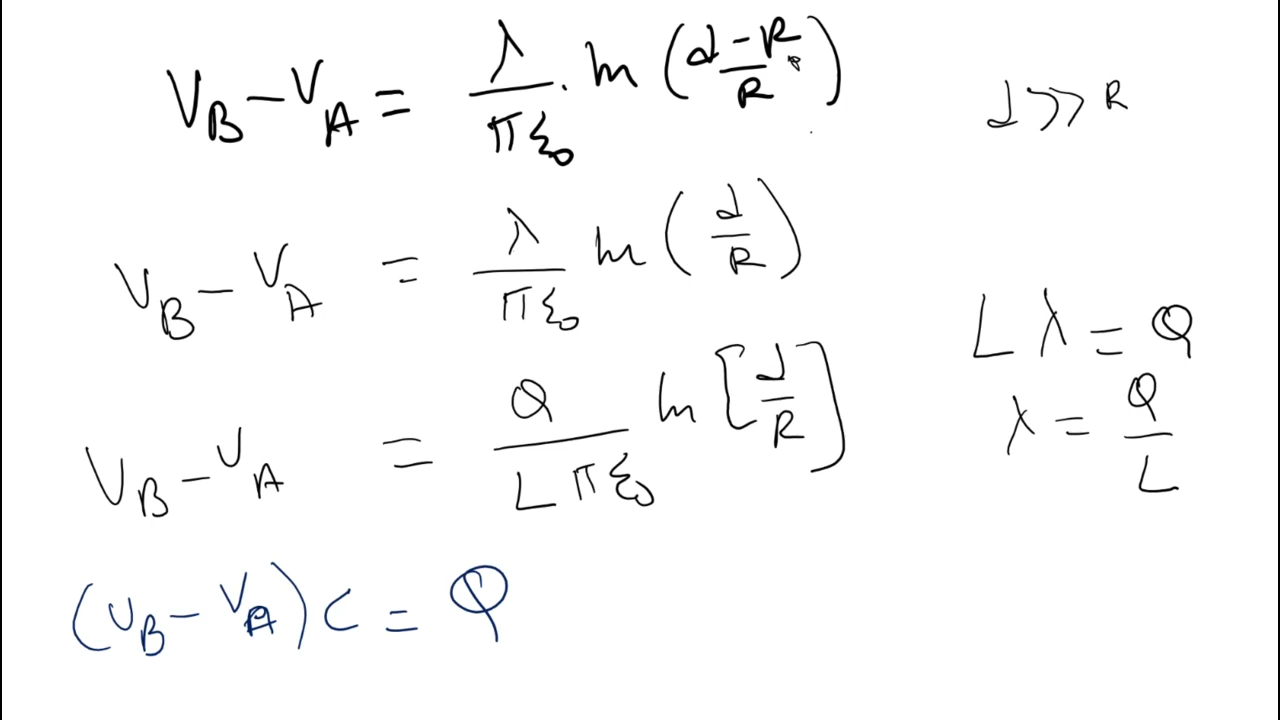 V_B - V_A = λ/(πε₀) · ln((d-R)/R)
d >> R
V_B - V_A = λ/(πε₀) ln(d/R)
Lλ = Q
V_B - V_A = Q/(Lπε₀) ln[d/R]
λ = Q/L
(V_B - V_A)C = Q